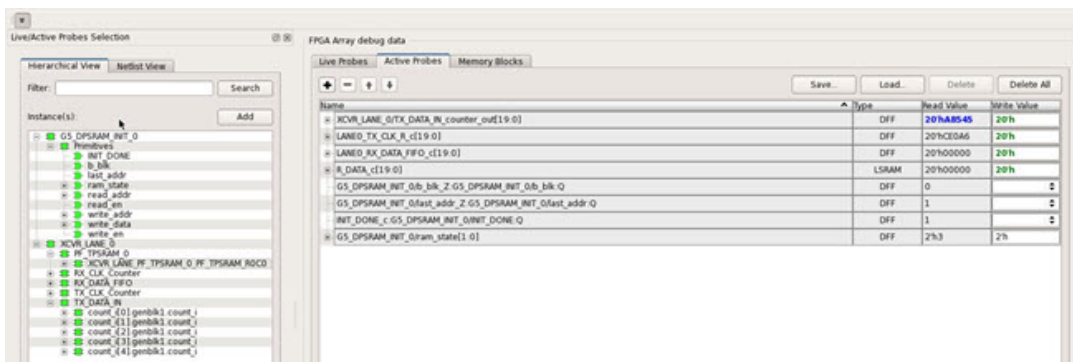 Live/Active Probes Selection
Hierarchical View Netlist View
Filter: Search
Instance(s): Add
G5_DPSRAM_INIT_0
Primitives
INIT_DONE
b_blk
last_addr
ram_state
read_addr
read_en
write_addr
write_data
write_en
XCVR_LANE_0
PF_TPSRAM_0
XCVR_LANE_PF_TPSRAM_0_PF_TPSRAM_R0C0
RX_CLK_Counter
RX_DATA_FIFO
TX_CLK_Counter
TX_DATA_IN
count_i[0].genblk1.count_i
count_i[1].genblk1.count_i
count_i[2].genblk1.count_i
count_i[3].genblk1.count_i
count_i[4].genblk1.count_i
FPGA Array debug data
Live Probes Active Probes Memory Blocks
Save... Load... Delete Delete All
Name Type Read Value Write Value
XCVR_LANE_0/TX_DATA_IN_counter_out[19:0] DFF 20'hA8545 20'h
LANE0_TX_CLK_R_c[19:0] DFF 20'hCE0A6 20'h
LANE0_RX_DATA_FIFO_c[19:0] DFF 20'h00000 20'h
R_DATA_c[19:0] LSRAM 20'h00000 20'h
G5_DPSRAM_INIT_0/b_blk_Z:G5_DPSRAM_INIT_0/b_blk:Q DFF 0
G5_DPSRAM_INIT_0/last_addr_Z:G5_DPSRAM_INIT_0/last_addr:Q DFF 1
INIT_DONE_c:G5_DPSRAM_INIT_0/INIT_DONE:Q DFF 1
G5_DPSRAM_INIT_0/ram_state[1:0] DFF 2'h3 2'h